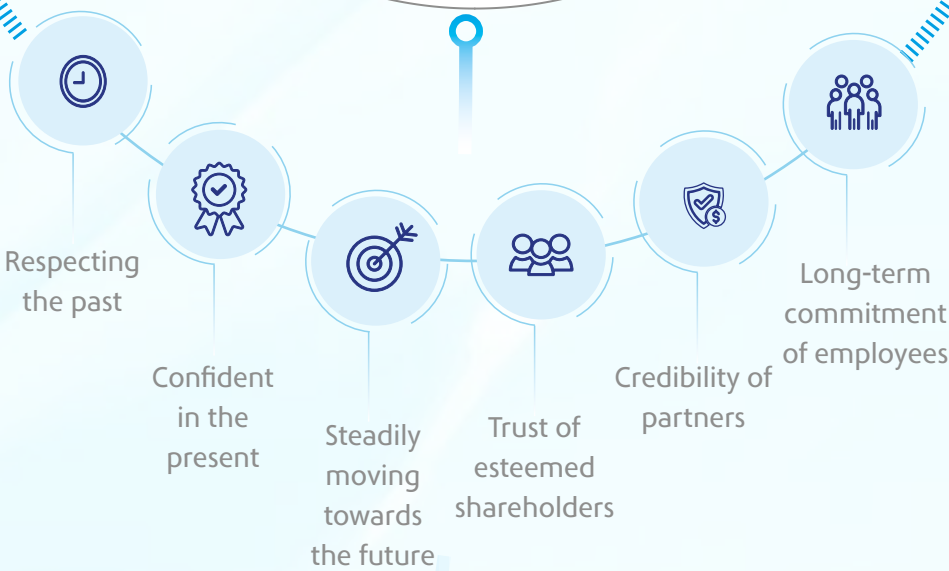 Respecting
the past
Confident
in the
present
Steadily
moving
towards
the future
Trust of
esteemed
shareholders
Credibility of
partners
Long-term
commitment
of employees